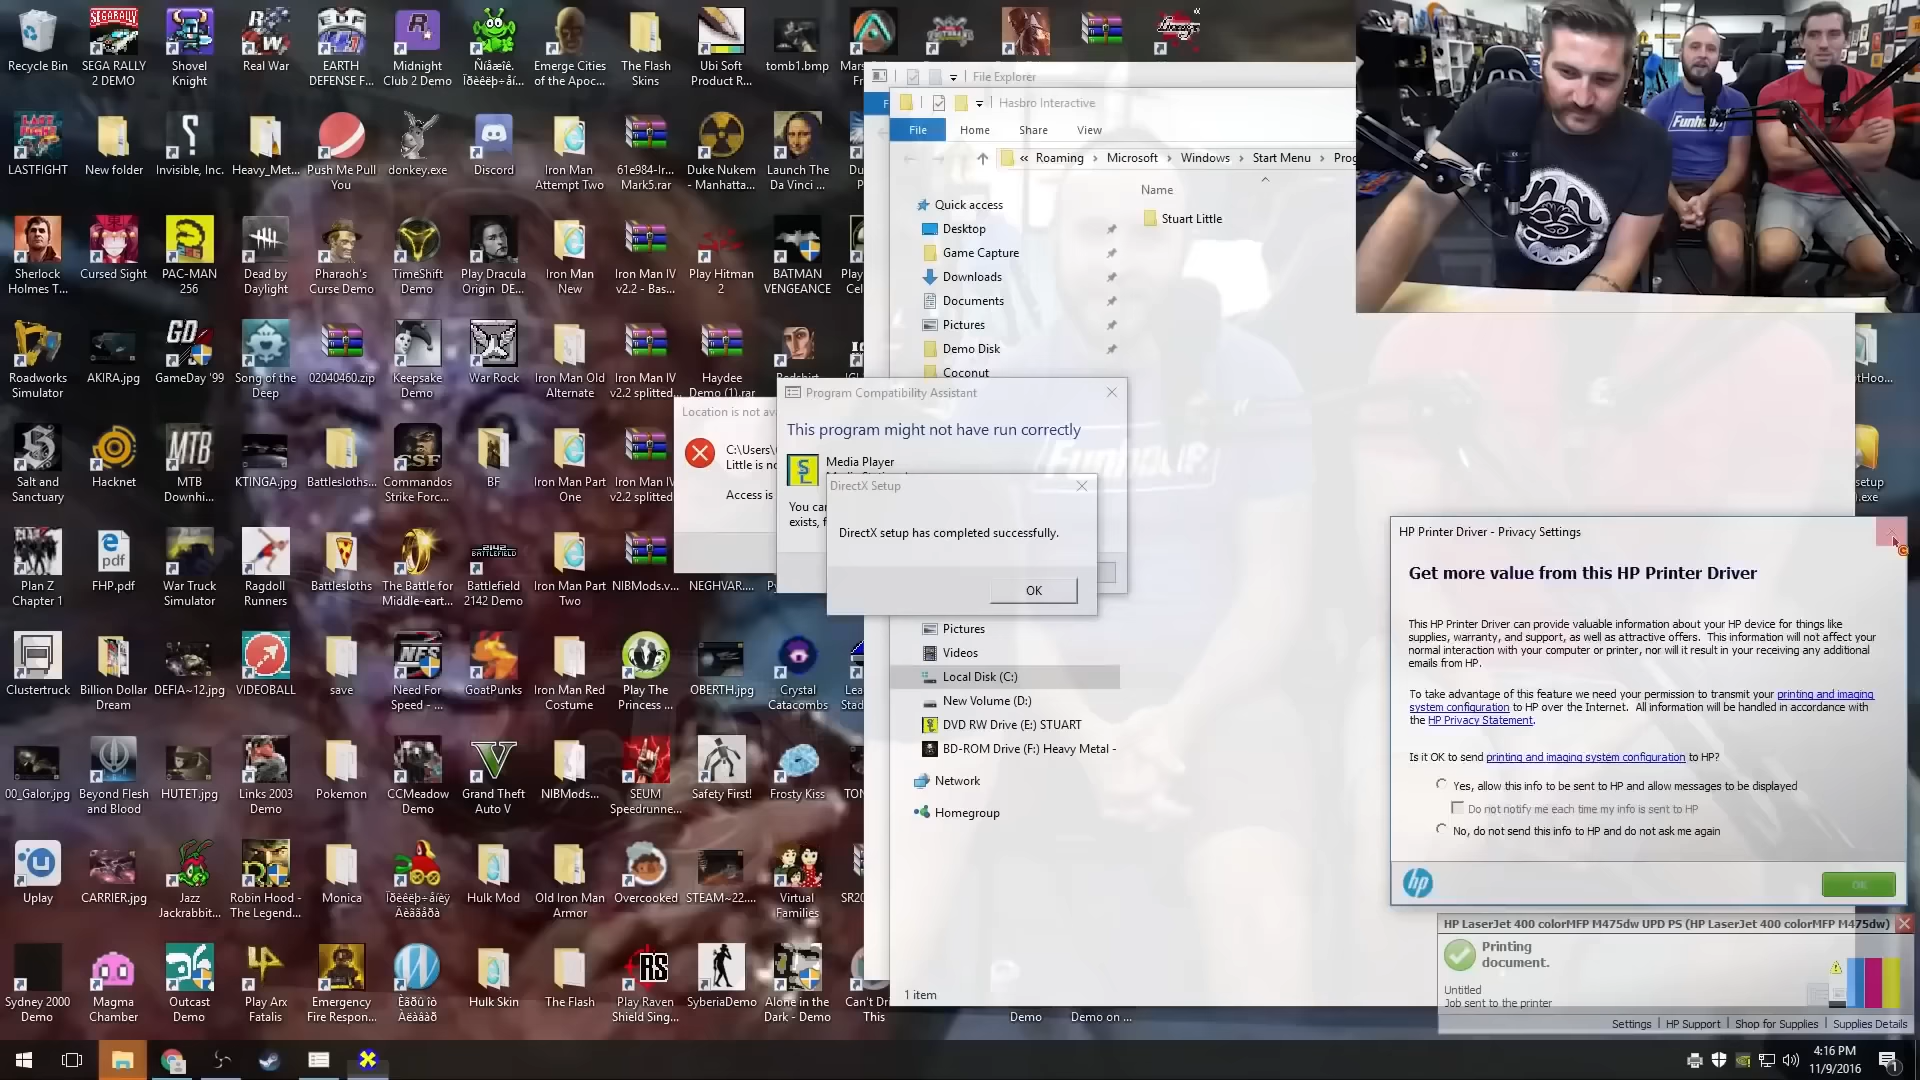 Recycle Bin
SEGA RALLY
2 DEMO
Shovel
Knight
Real War
EARTH
DEFENSE F...
Midnight
Club 2 Demo
Ñíåæîê.
Ïðèêëþ÷åí...
Emerge Cities
of the Apoc...
The Flash
Skins
Ubi Soft
Product R...
tomb1.bmp
LASTFIGHT
New folder
Invisible, Inc.
Heavy_Met...
Push Me Pull
You
donkey.exe
Discord
Iron Man
Attempt Two
61e984-Ir...
Mark5.rar
Duke Nukem
- Manhatta...
Launch The
Da Vinci ...
Sherlock
Holmes T...
Cursed Sight
PAC-MAN
256
Dead by
Daylight
Pharaoh's
Curse Demo
TimeShift
Demo
Play Dracula
Origin DE...
Iron Man
New
Iron Man IV
v2.2 - Bas...
Play Hitman
2
BATMAN
VENGEANCE
Roadworks
Simulator
AKIRA.jpg
GameDay '99
Song of the
Deep
02040460.zip
Keepsake
Demo
War Rock
Iron Man Old
Alternate
Iron Man IV
v2.2 splitted...
Haydee
Demo (1).rar
Salt and
Sanctuary
Hacknet
MTB
Downhi...
KTINGA.jpg
Battlesloths...
Commandos
Strike Forc...
BF
Iron Man Part
One
Iron Man IV
v2.2 splitted
Plan Z
Chapter 1
FHP.pdf
War Truck
Simulator
Ragdoll
Runners
Battlesloths
The Battle for
Middle-eart...
Battlefield
2142 Demo
Iron Man Part
Two
NIBMods.v...
NEGHVAR....
Clustertruck
Billion Dollar
Dream
DEFIA~12.jpg
VIDEOBALL
save
Need For
Speed - ...
GoatPunks
Iron Man Red
Costume
Play The
Princess ...
OBERTH.jpg
Crystal
Catacombs
00_Galor.jpg
Beyond Flesh
and Blood
HUTET.jpg
Links 2003
Demo
Pokemon
CCMeadow
Demo
Grand Theft
Auto V
NIBMods...
SEUM
Speedrunne...
Safety First!
Frosty Kiss
Uplay
CARRIER.jpg
Jazz
Jackrabbit...
Robin Hood -
The Legend...
Monica
Hulk Mod
Old Iron Man
Armor
Overcooked
STEAM~22....
Virtual
Families
Sydney 2000
Demo
Magma
Chamber
Outcast
Demo
Play Arx
Fatalis
Emergency
Fire Respon...
Hulk Skin
The Flash
Play Raven
Shield Sing...
SyberiaDemo
Alone in the
Dark - Demo
Can't Dri
This
Demo
Demo on ...
File Explorer
Hasbro Interactive
File
Home
Share
View
« Roaming > Microsoft > Windows > Start Menu > Prog
Name
Stuart Little
Quick access
Desktop
Game Capture
Downloads
Documents
Pictures
Demo Disk
Coconut
Pictures
Videos
Local Disk (C:)
New Volume (D:)
DVD RW Drive (E:) STUART
BD-ROM Drive (F:) Heavy Metal -
Network
Homegroup
1 item
Location is not av
C:\Users\
Little is no
Access is
Program Compatibility Assistant
This program might not have run correctly
Media Player
You can
exists, f
DirectX Setup
DirectX setup has completed successfully.
OK
Funhaus
HP Printer Driver - Privacy Settings
Get more value from this HP Printer Driver
This HP Printer Driver can provide valuable information about your HP device for things like
supplies, warranty, and support, as well as attractive offers. This information will not affect your
normal interaction with your computer or printer, nor will it result in your receiving any additional
emails from HP.
To take advantage of this feature we need your permission to transmit your printing and imaging
system configuration to HP over the Internet. All information will be handled in accordance with
the HP Privacy Statement.
Is it OK to send printing and imaging system configuration to HP?
Yes, allow this info to be sent to HP and allow messages to be displayed
Do not notify me each time my info is sent to HP
No, do not send this info to HP and do not ask me again
hp
OK
HP LaserJet 400 colorMFP M475dw UPD PS (HP LaserJet 400 colorMFP M475dw)
Printing
document.
Untitled
Job sent to the printer
Settings | HP Support | Shop for Supplies | Supplies Details
4:16 PM
11/9/2016